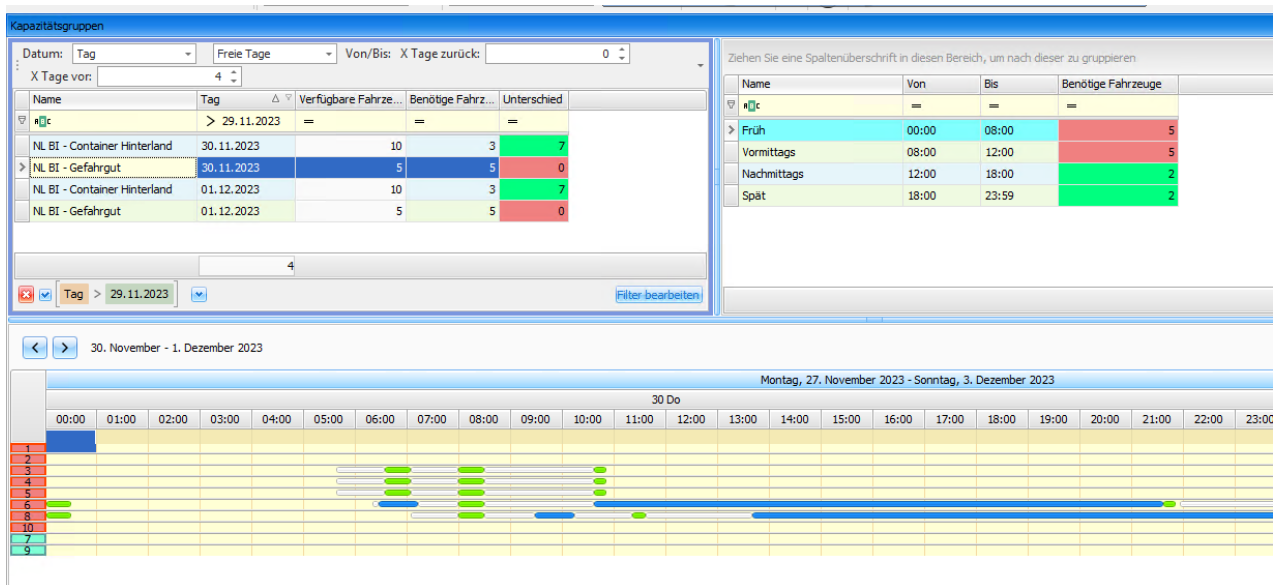 Kapazitätsgruppen
Datum: Tag Freie Tage Von/Bis: X Tage zurück: 0
X Tage vor: 4
Name Tag Verfügbare Fahrze... Benötige Fahrz... Unterschied
> 29.11.2023 = = =
NL BI - Container Hinterland 30.11.2023 10 3 7
NL BI - Gefahrgut 30.11.2023 5 5 0
NL BI - Container Hinterland 01.12.2023 10 3 7
NL BI - Gefahrgut 01.12.2023 5 5 0
4
Tag > 29.11.2023 Filter bearbeiten
Ziehen Sie eine Spaltenüberschrift in diesen Bereich, um nach dieser zu gruppieren
Name Von Bis Benötige Fahrzeuge
= = =
Früh 00:00 08:00 5
Vormittags 08:00 12:00 5
Nachmittags 12:00 18:00 2
Spät 18:00 23:59 2
30. November - 1. Dezember 2023
Montag, 27. November 2023 - Sonntag, 3. Dezember 2023
30 Do
00:00 01:00 02:00 03:00 04:00 05:00 06:00 07:00 08:00 09:00 10:00 11:00 12:00 13:00 14:00 15:00 16:00 17:00 18:00 19:00 20:00 21:00 22:00 23:00
1
2
3
4
5
6
8
10
7
9